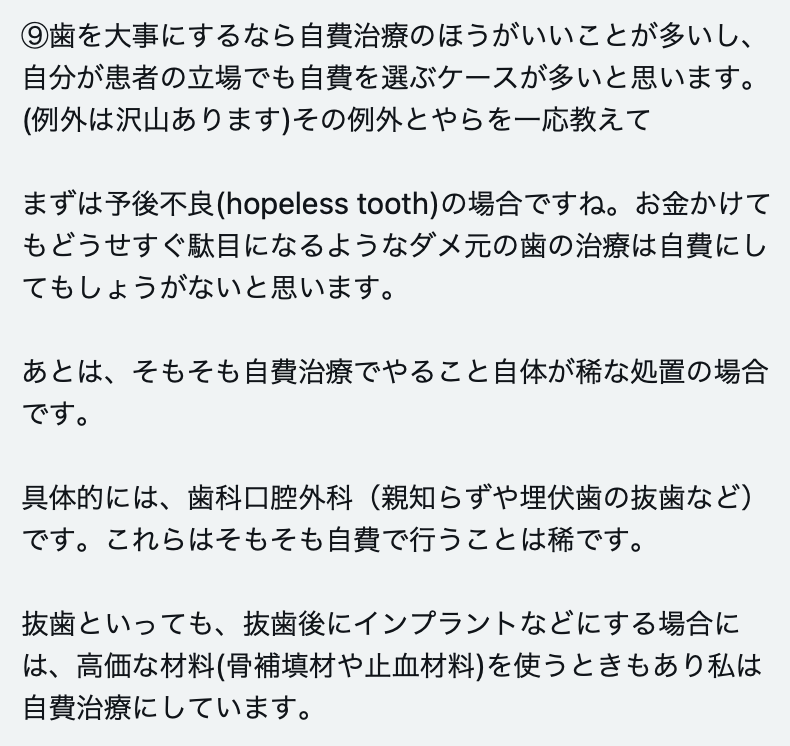 ⑨歯を大事にするなら自費治療のほうがいいことが多いし、
自分が患者の立場でも自費を選ぶケースが多いと思います。
(例外は沢山あります)その例外とやらを一応教えて
まずは予後不良(hopeless tooth)の場合ですね。お金かけて
もどうせすぐ駄目になるようなダメ元の歯の治療は自費にし
てもしょうがないと思います。
あとは、そもそも自費治療でやること自体が稀な処置の場合
です。
具体的には、歯科口腔外科（親知らずや埋伏歯の抜歯など）
です。これらはそもそも自費で行うことは稀です。
抜歯といっても、抜歯後にインプラントなどにする場合に
は、高価な材料(骨補填材や止血材料)を使うときもあり私は
自費治療にしています。